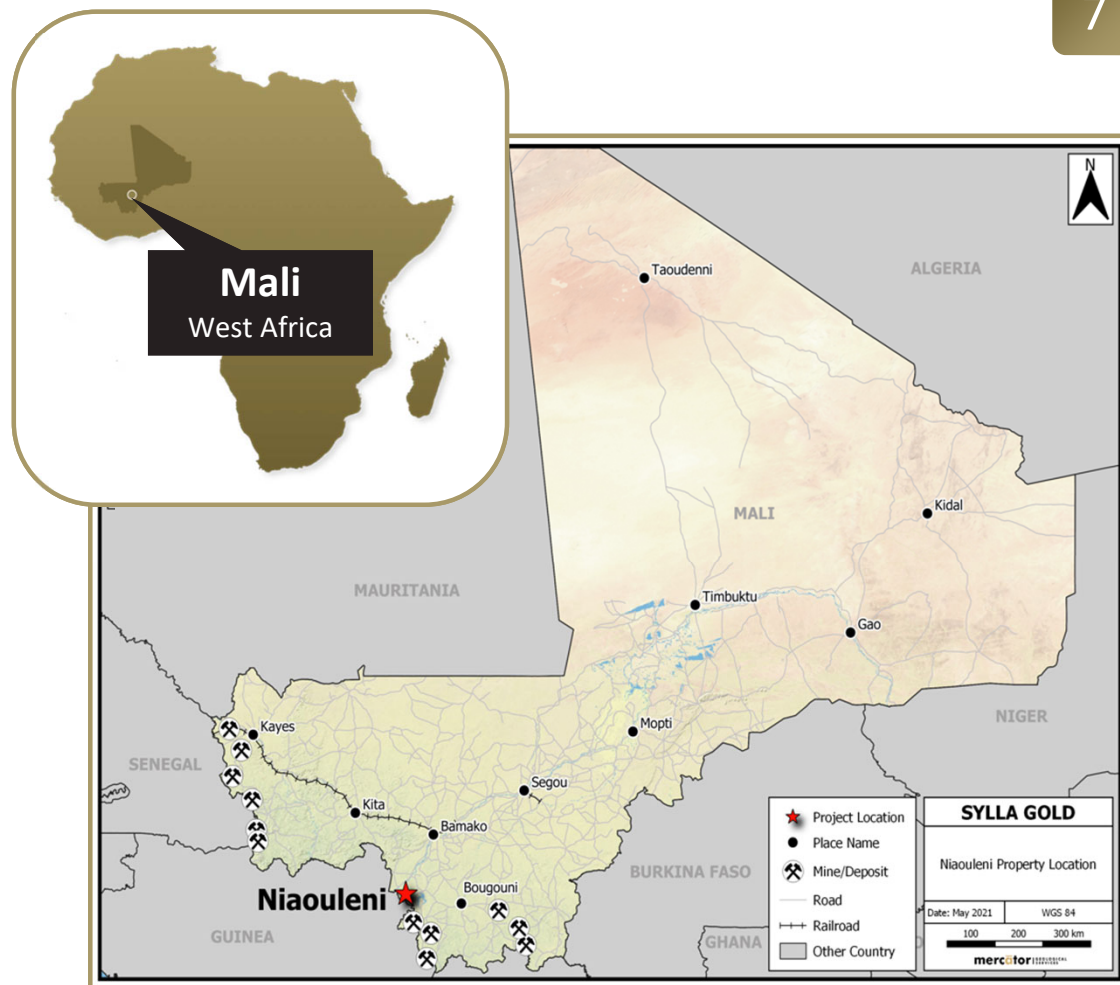 7
Mali
West Africa
N
ALGERIA
Taoudenni
MALI
Kidal
MAURITANIA
Timbuktu
Gao
NIGER
Mopti
Kayes
SENEGAL
Segou
Kita
Bamako
BURKINA FASO
Niaouleni
Bougouni
GUINEA
GHANA
Project Location
Place Name
Mine/Deposit
Road
Railroad
Other Country
SYLLA GOLD
Niaouleni Property Location
Date: May 2021
WGS 84
100 200 300 km
mercator GEOLOGICAL SERVICES